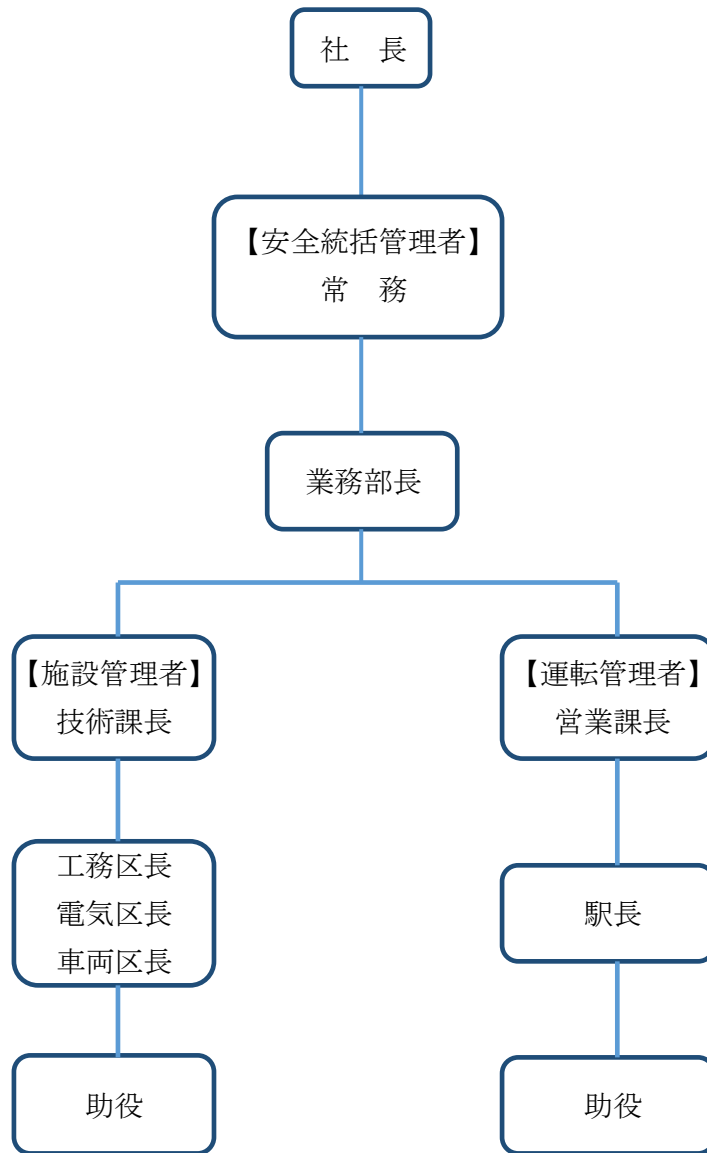 社　長
【安全統括管理者】
常　務
業務部長
【施設管理者】
技術課長
【運転管理者】
営業課長
工務区長
電気区長
車両区長
駅長
助役
助役